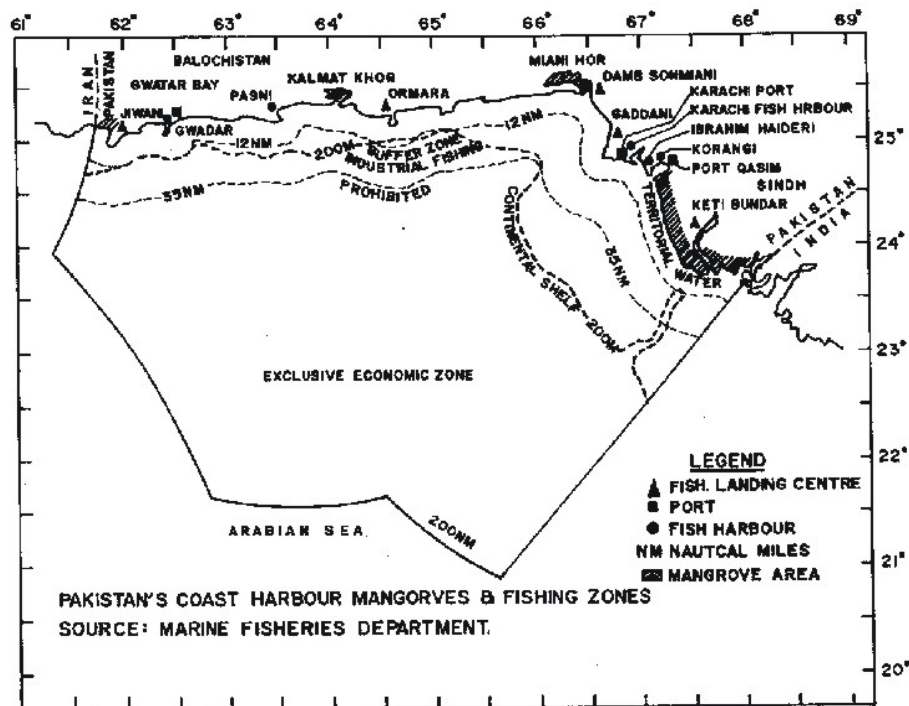 61° 62° 63° 64° 65° 66° 67° 68° 69°
IRAN
PAKISTAN
BALOCHISTAN
GWATAR BAY
JIWANI
GWADAR
PASNI
KALMAT KHOR
ORMARA
MIANI HOR
DAMB SONMIANI
GADDANI
KARACHI PORT
KARACHI FISH HRBOUR
IBRAHIM HAIDERI
KORANGI
PORT QASIM
SINDH
KETI BUNDAR
PAKISTAN
INDIA
12NM
200M
BUFFER ZONE
INDUSTRIAL FISHING
12NM
35NM
PROHIBITED
CONTINENTAL SHELF
200M
35NM
TERRITORIAL
WATER
25°
24°
23°
22°
21°
20°
EXCLUSIVE ECONOMIC ZONE
ARABIAN SEA
200NM
LEGEND
FISH. LANDING CENTRE
PORT
FISH HARBOUR
NM NAUTCAL MILES
MANGROVE AREA
PAKISTAN'S COAST HARBOUR MANGORVES & FISHING ZONES
SOURCE: MARINE FISHERIES DEPARTMENT.